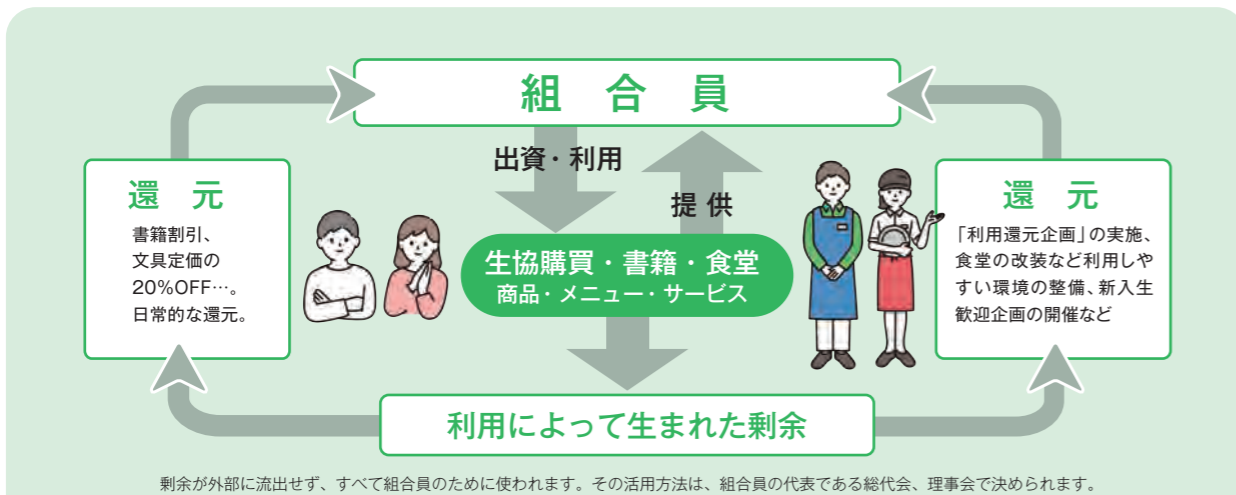 組合員
出資・利用
提供
還元
書籍割引、
文具定価の
20%OFF…。
日常的な還元。
生協購買・書籍・食堂
商品・メニュー・サービス
還元
「利用還元企画」の実施、
食堂の改装など利用しや
すい環境の整備、新入生
歓迎企画の開催など
利用によって生まれた剰余
剰余が外部に流出せず、すべて組合員のために使われます。その活用方法は、組合員の代表である総代会、理事会で決められます。